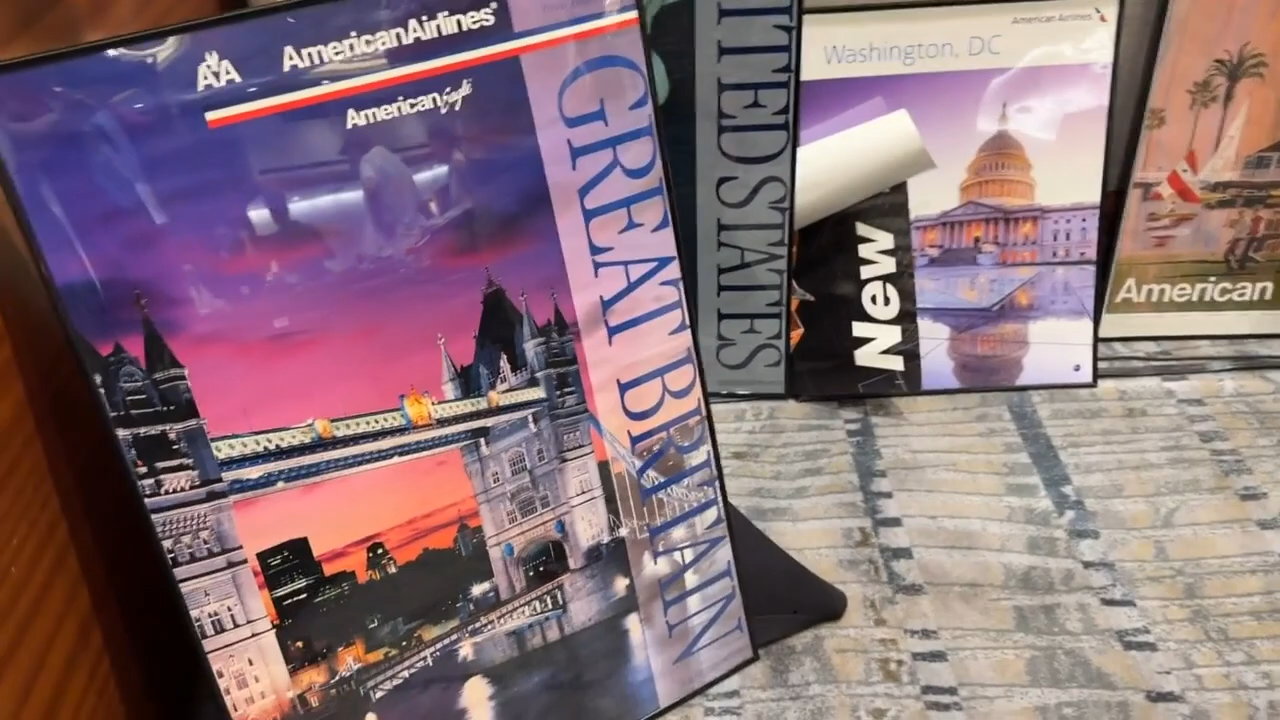 AA
AmericanAirlines
American Eagle
GREAT BRITAIN
ITED STATES
American Airlines
Washington, DC
New
American